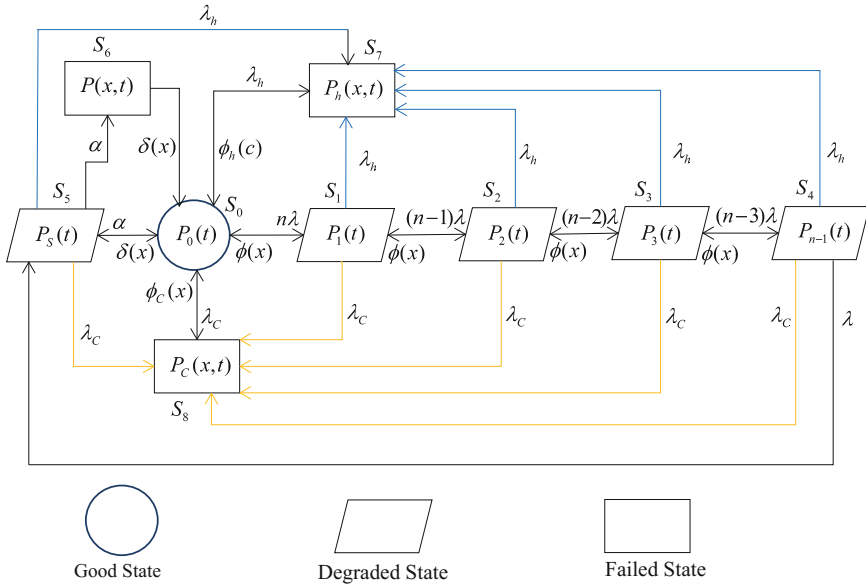 λ_h
S_6
S_7
P(x,t)
λ_h
P_h(x,t)
α
δ(x)
ϕ_h(c)
λ_h
λ_h
λ_h
λ_h
S_5
S_0
S_1
S_2
S_3
S_4
P_S(t)
α
δ(x)
P_0(t)
nλ
ϕ(x)
P_1(t)
(n−1)λ
ϕ(x)
P_2(t)
(n−2)λ
ϕ(x)
P_3(t)
(n−3)λ
ϕ(x)
P_{n−1}(t)
ϕ_C(x)
λ_C
λ_C
λ_C
λ_C
λ_C
λ_C
λ
P_C(x,t)
S_8
Good State
Degraded State
Failed State